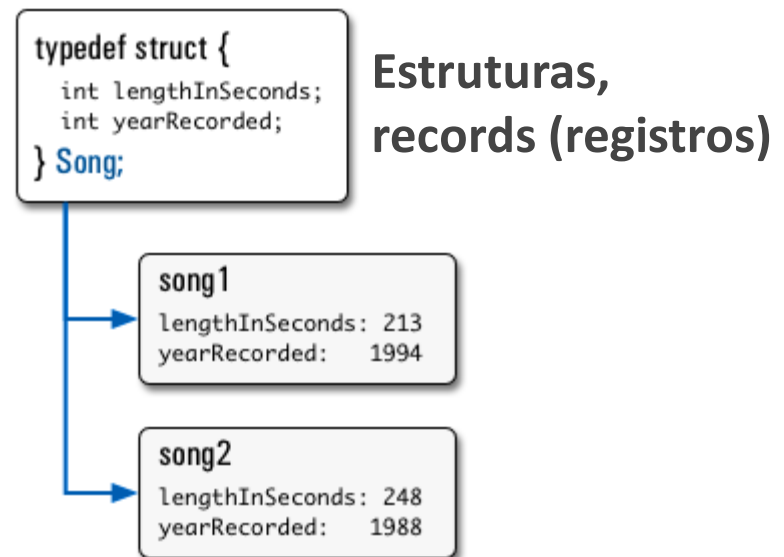 typedef struct {
int lengthInSeconds;
int yearRecorded;
} Song;
Estruturas,
records (registros)
song1
lengthInSeconds: 213
yearRecorded: 1994
song2
lengthInSeconds: 248
yearRecorded: 1988